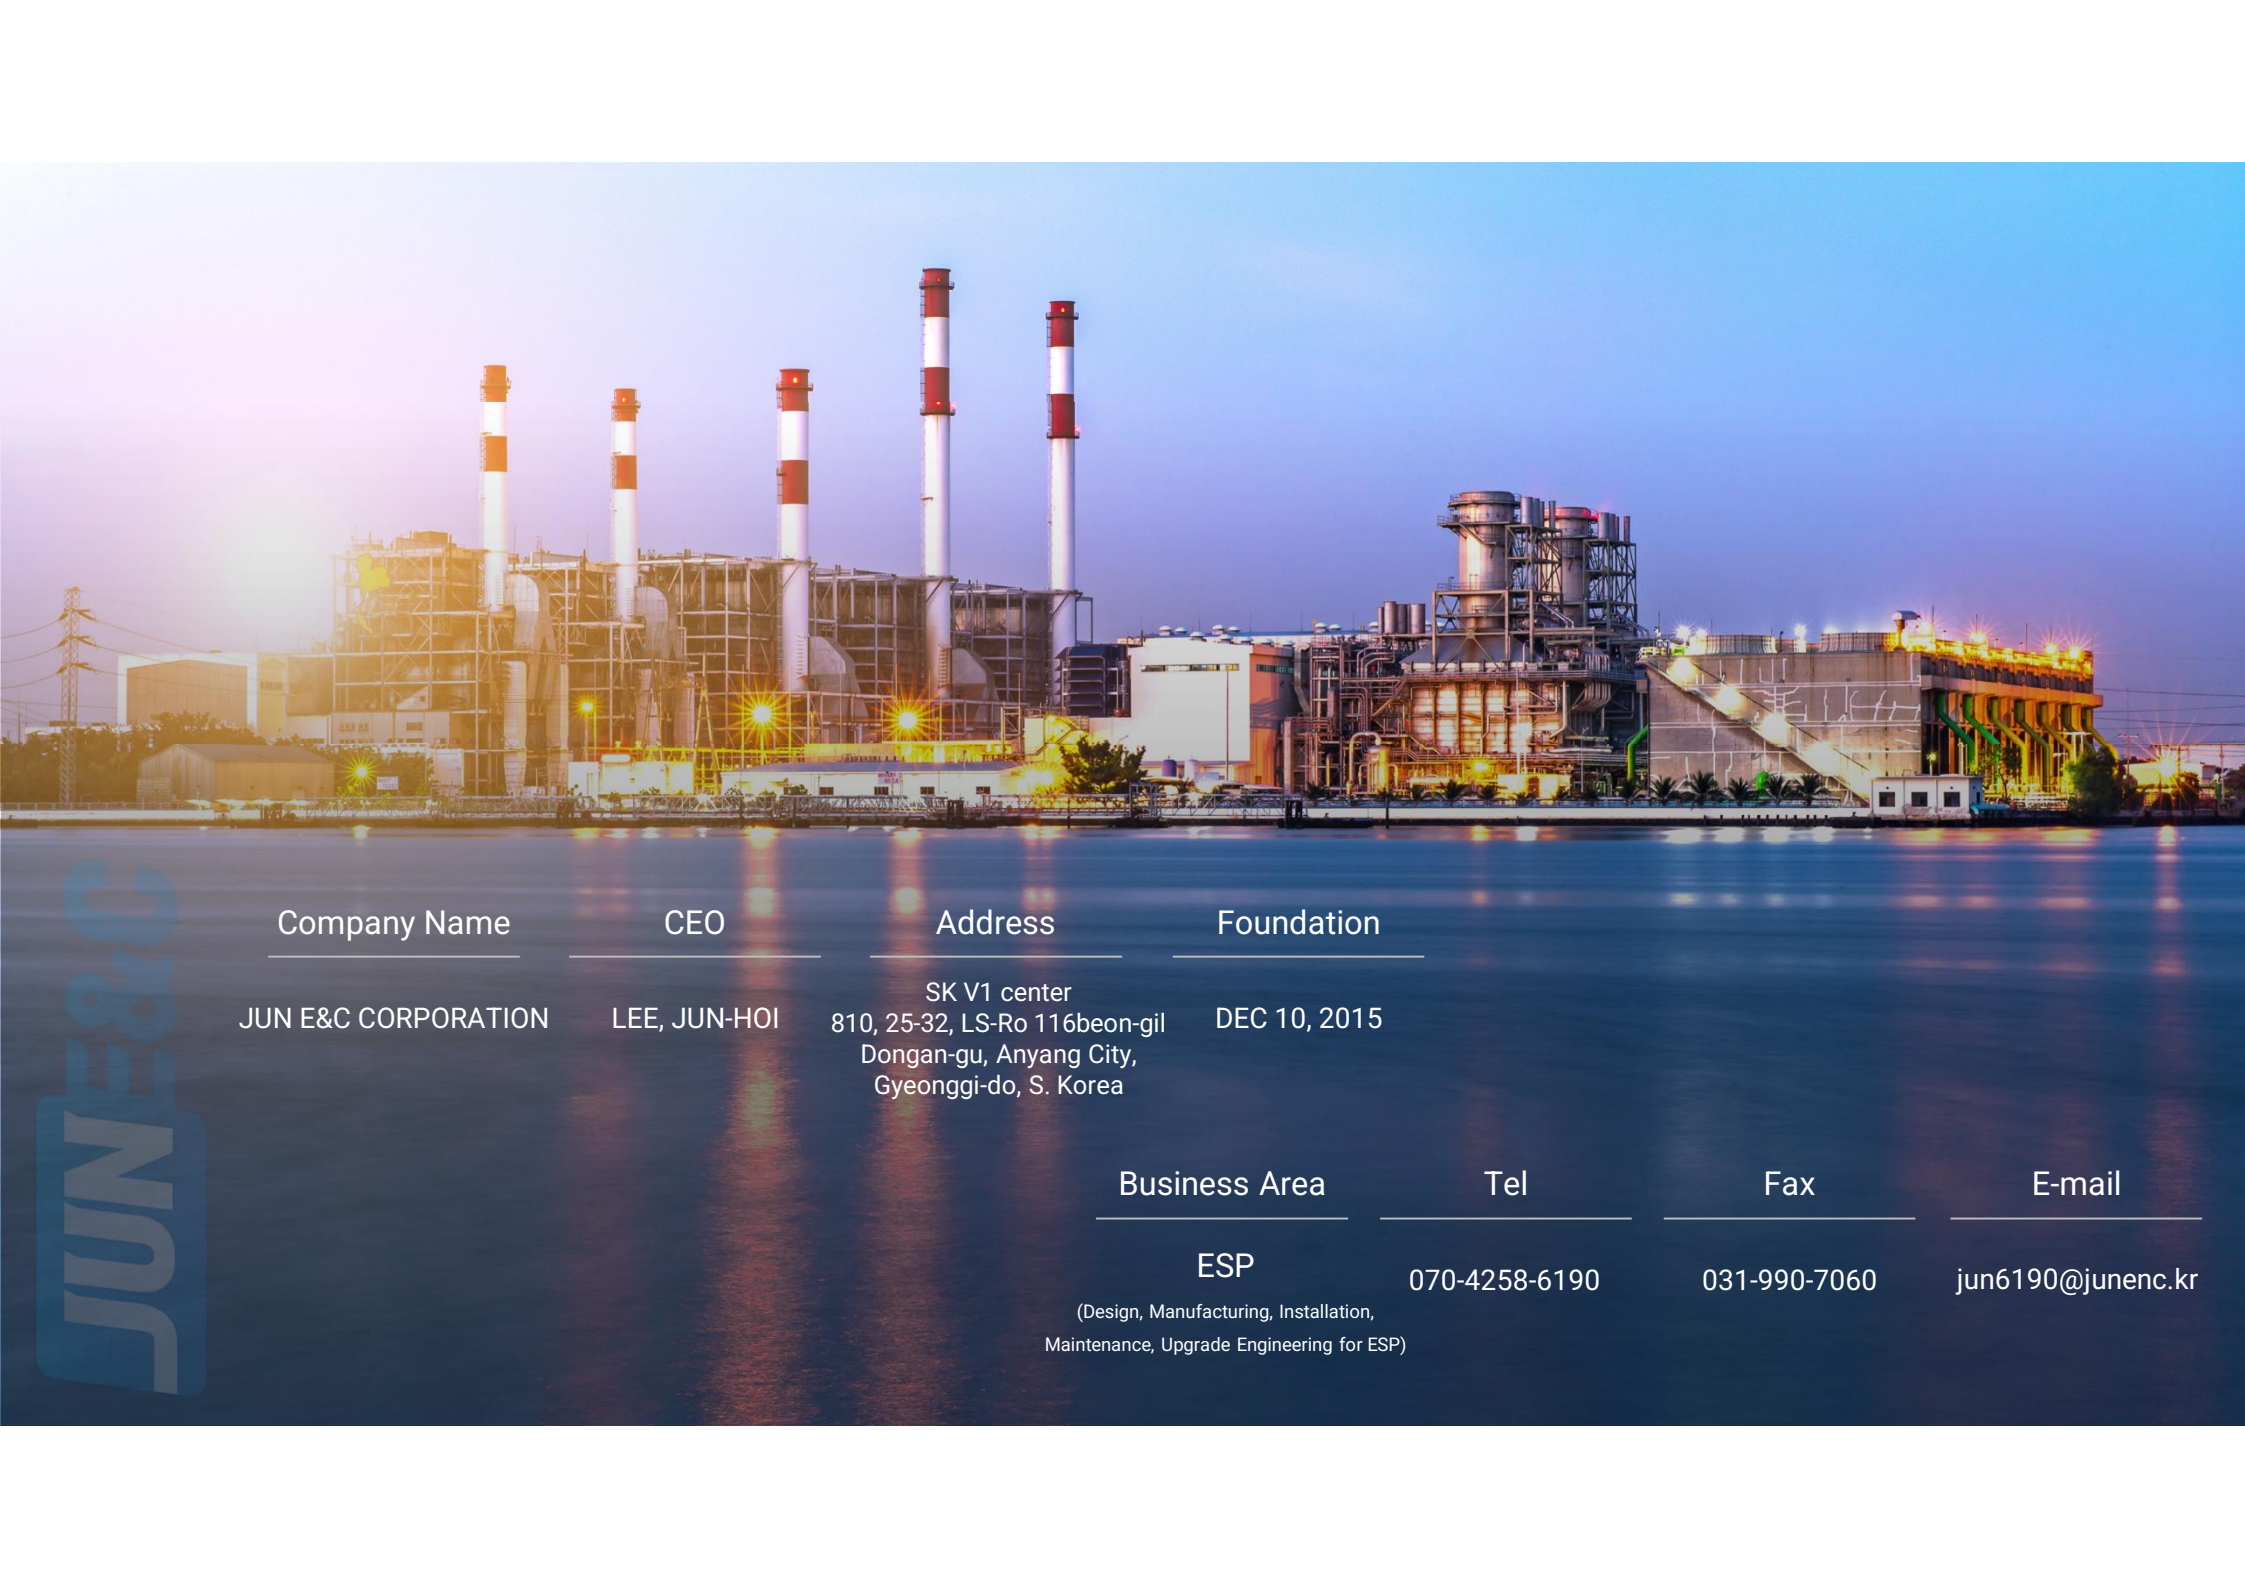 Company Name
CEO
Address
Foundation
JUN E&C CORPORATION
LEE, JUN-HOI
SK V1 center
810, 25-32, LS-Ro 116beon-gil
Dongan-gu, Anyang City,
Gyeonggi-do, S. Korea
DEC 10, 2015
Business Area
Tel
Fax
E-mail
ESP
(Design, Manufacturing, Installation,
Maintenance, Upgrade Engineering for ESP)
070-4258-6190
031-990-7060
jun6190@junenc.kr
JUN E&C